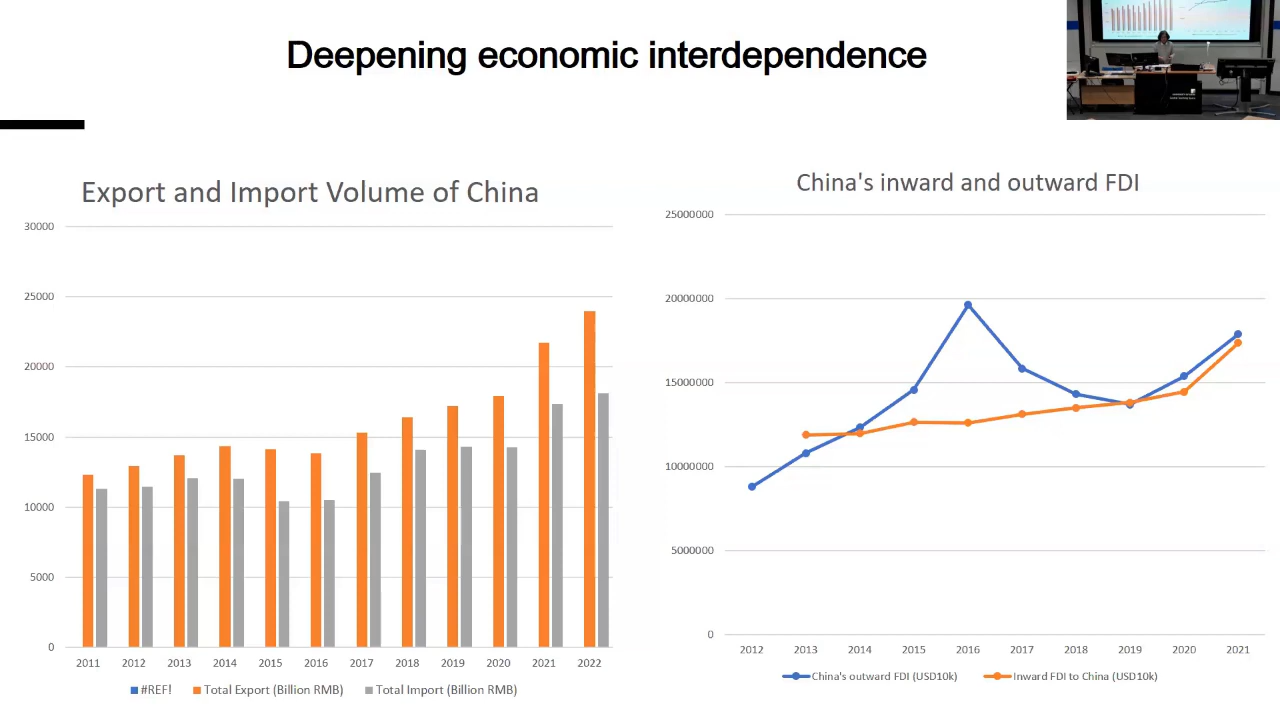 Deepening economic interdependence
Export and Import Volume of China
30000
25000
20000
15000
10000
5000
0
2011 2012 2013 2014 2015 2016 2017 2018 2019 2020 2021 2022
#REF! Total Export (Billion RMB) Total Import (Billion RMB)
China's inward and outward FDI
25000000
20000000
15000000
10000000
5000000
0
2012 2013 2014 2015 2016 2017 2018 2019 2020 2021
China's outward FDI (USD10k) Inward FDI to China (USD10k)